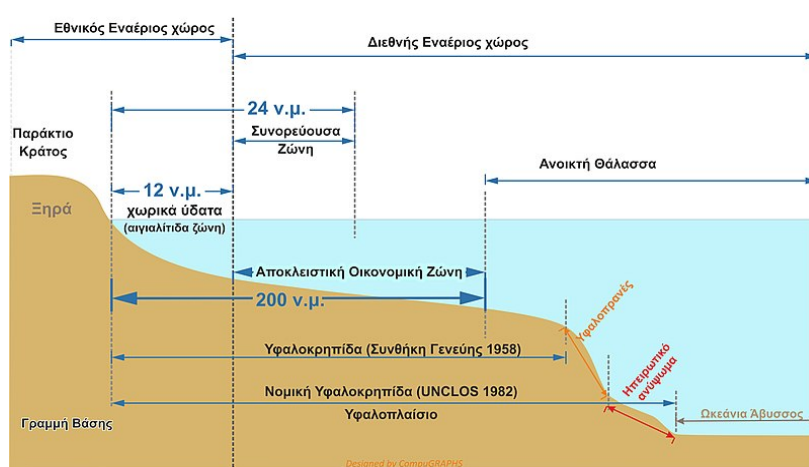 Εθνικός Εναέριος χώρος
Διεθνής Εναέριος χώρος
24 ν.μ.
Συνορεύουσα
Ζώνη
Παράκτιο
Κράτος
Ανοικτή Θάλασσα
12 ν.μ.
χωρικά ύδατα
(αιγιαλίτιδα ζώνη)
Ξηρά
Αποκλειστική Οικονομική Ζώνη
200 ν.μ.
Υφαλοπρανές
Υφαλοκρηπίδα (Συνθήκη Γενεύης 1958)
Ηπειρωτικό
ανύψωμα
Νομική Υφαλοκρηπίδα (UNCLOS 1982)
Υφαλοπλαίσιο
Ωκεάνια Άβυσσος
Γραμμή Βάσης
Designed by CompuGRAPHS